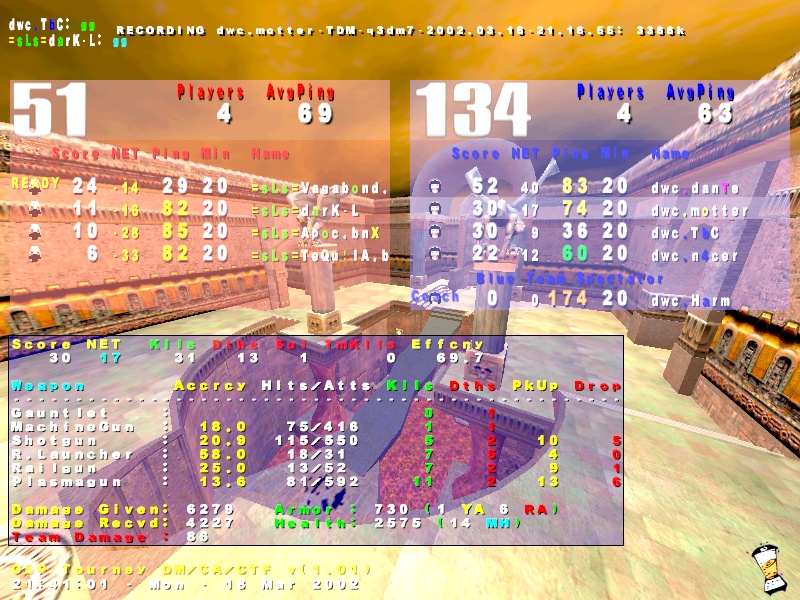 dwc.TbC: gg
RECORDING dwc.motter-TDM-q3dm7-2002.03.18-21.16.55: 3388k
=sLs=darK-L: gg
51 Players AvgPing
4 69
134 Players AvgPing
4 63
Score NET Ping Min Name
READY 24 -14 29 20 =sLs=Vagabond.
11 -16 82 20 =sLs=darK-L
10 -28 85 20 =sLs=Apoc.bnX
6 -33 82 20 =sLs=TeQu!lA.b
Score NET Ping Min Name
52 40 83 20 dwc.danTe
30 17 74 20 dwc.motter
30 9 36 20 dwc.TbC
22 12 60 20 dwc.n4cer
Blue Team Spectator
Coach 0 0 174 20 dwc.Harm
Score NET Kills Dths Sui TmKlls Effcny
30 17 31 13 1 0 69.7
Weapon Accrcy Hits/Atts Kills Dths PkUp Drop
Gauntlet : 0 1
MachineGun : 18.0 75/416 1 1
Shotgun : 20.9 115/550 5 2 10 5
R.Launcher : 58.0 18/31 7 5 4 0
Railgun : 25.0 13/52 7 2 9 1
Plasmagun : 13.6 81/592 11 2 13 6
Damage Given: 6279 Armor : 730 (1 YA 6 RA)
Damage Recvd: 4227 Health: 2575 (14 MH)
Team Damage : 86
OSP Tourney DM/CA/CTF v(1.01)
21:41:01 - Mon - 18 Mar 2002